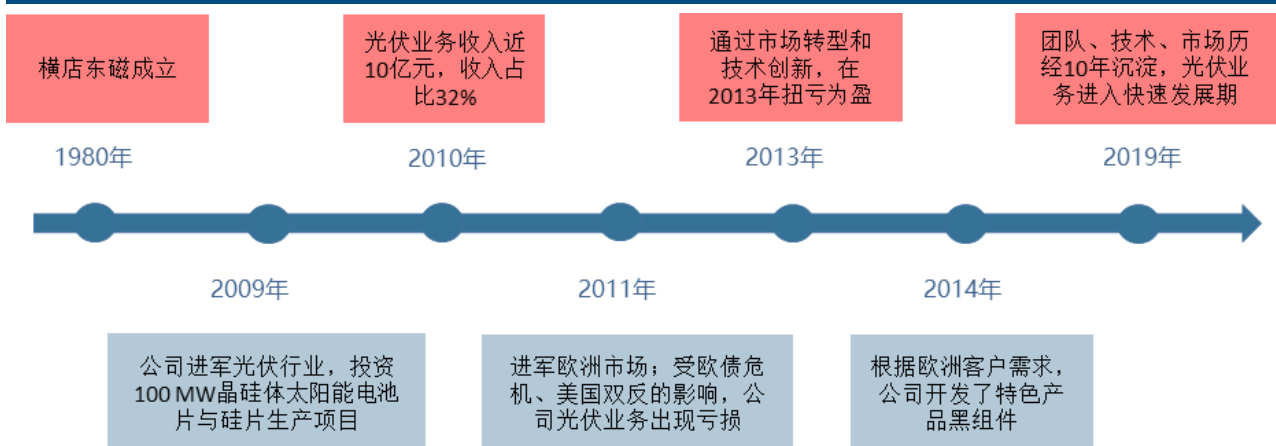 横店东磁成立
光伏业务收入近
10亿元，收入占
比32%
通过市场转型和
技术创新，在
2013年扭亏为盈
团队、技术、市场历
经10年沉淀，光伏业
务进入快速发展期
1980年
2010年
2013年
2019年
2009年
2011年
2014年
公司进军光伏行业，投资
100 MW晶硅体太阳能电池
片与硅片生产项目
进军欧洲市场；受欧债危
机、美国双反的影响，公
司光伏业务出现亏损
根据欧洲客户需求，
公司开发了特色产
品黑组件